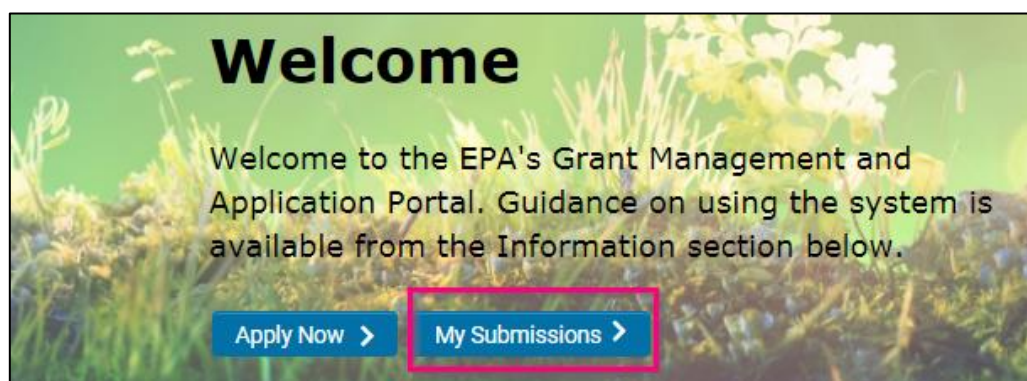 Welcome
Welcome to the EPA's Grant Management and
Application Portal. Guidance on using the system is
available from the Information section below.
Apply Now
My Submissions